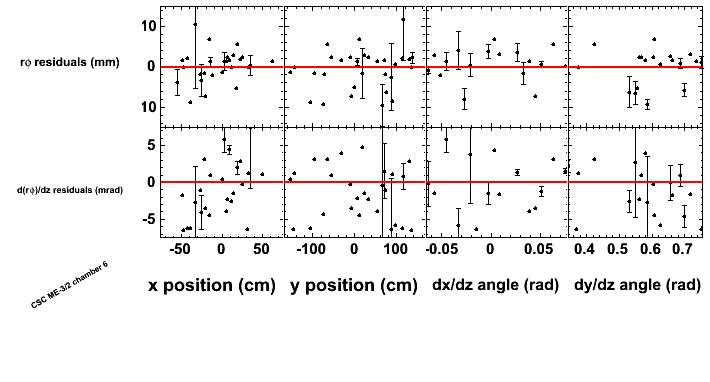 10
rϕ residuals (mm)
0
10
5
d(rϕ)/dz residuals (mrad)
0
-5
-50 0 50 -100 0 100 -0.05 0 0.05 0.4 0.5 0.6 0.7
x position (cm) y position (cm) dx/dz angle (rad) dy/dz angle (rad)
CSC ME-3/2 chamber 6